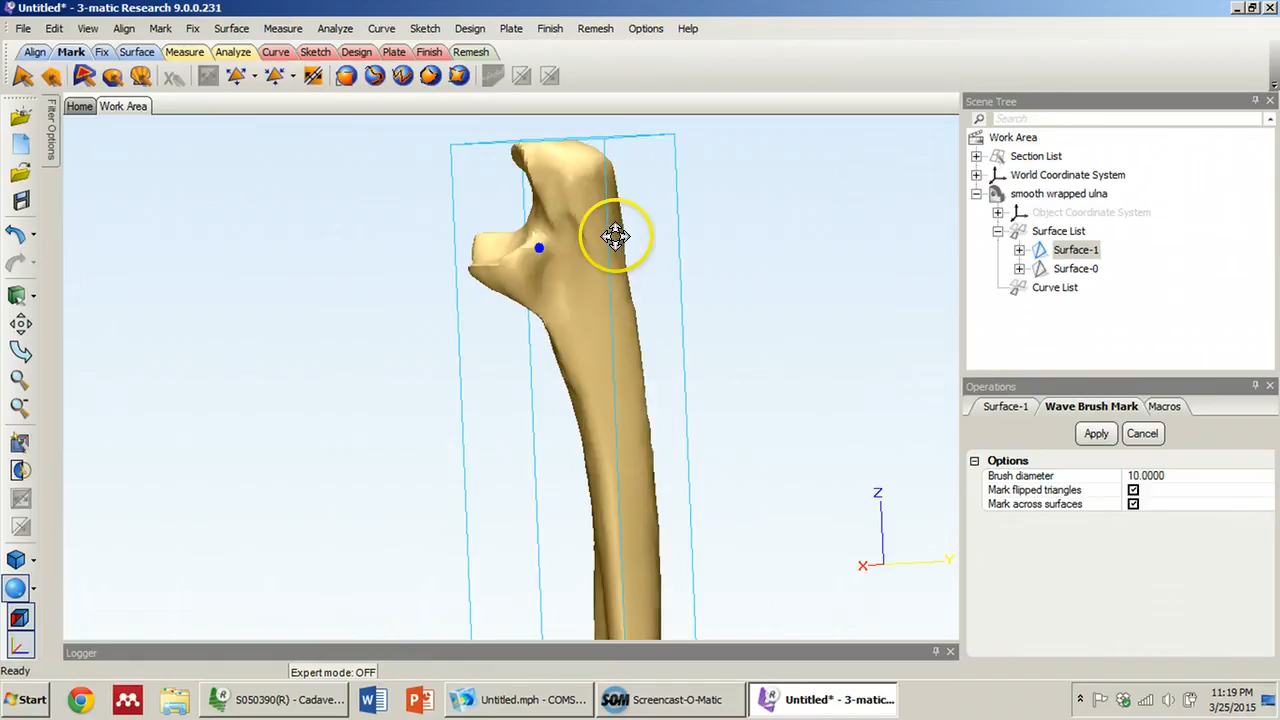 Untitled* - 3-matic Research 9.0.0.231
File Edit View Align Mark Fix Surface Measure Analyze Curve Sketch Design Plate Finish Remesh Options Help
Align Mark Fix Surface Measure Analyze Curve Sketch Design Plate Finish Remesh
Home Work Area
Filter Options
Scene Tree
Search
Work Area
Section List
World Coordinate System
smooth wrapped ulna
Object Coordinate System
Surface List
Surface-1
Surface-0
Curve List
Operations
Surface-1 Wave Brush Mark Macros
Apply Cancel
Options
Brush diameter 10.0000
Mark flipped triangles
Mark across surfaces
Z
X Y
Logger
Ready Expert mode: OFF
Start S050390(R) - Cadave... Untitled.mph - COMS... Screencast-O-Matic Untitled* - 3-matic...
SOM
11:19 PM
3/25/2015